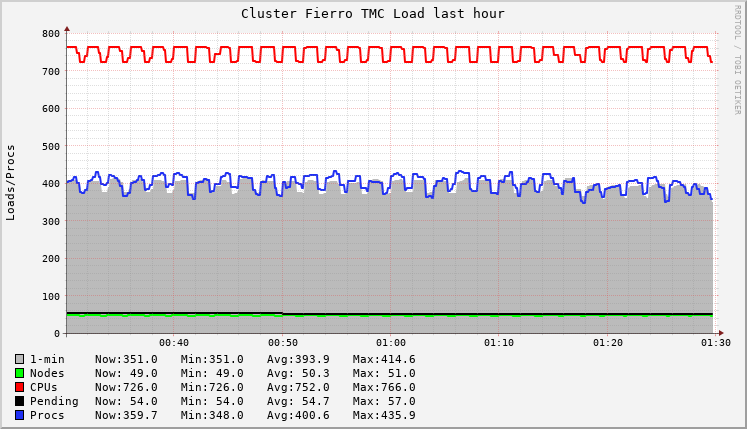 Cluster Fierro TMC Load last hour
RRDTOOL / TOBI OETIKER
Loads/Procs
800
700
600
500
400
300
200
100
0
00:40 00:50 01:00 01:10 01:20 01:30
1-min Now:351.0 Min:351.0 Avg:393.9 Max:414.6
Nodes Now: 49.0 Min: 49.0 Avg: 50.3 Max: 51.0
CPUs Now:726.0 Min:726.0 Avg:752.0 Max:766.0
Pending Now: 54.0 Min: 54.0 Avg: 54.7 Max: 57.0
Procs Now:359.7 Min:348.0 Avg:400.6 Max:435.9